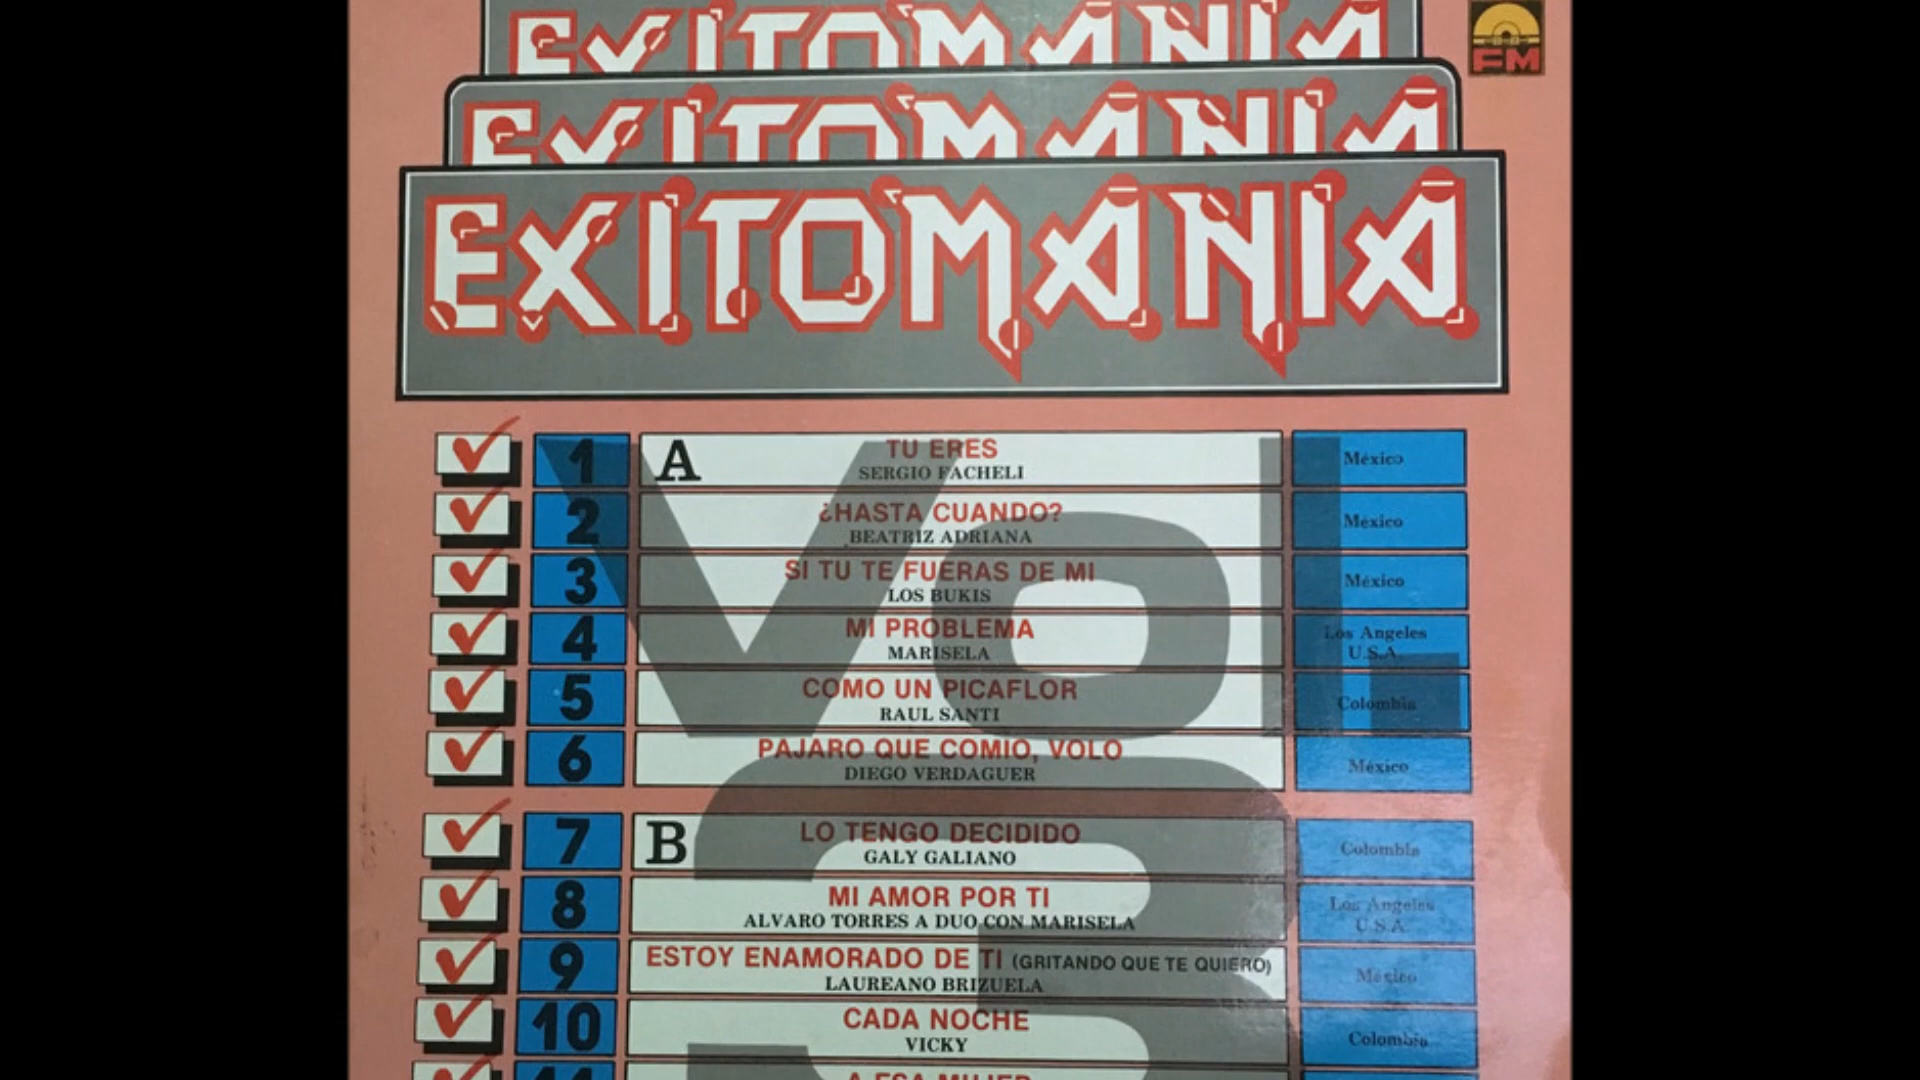 EXITOMANIA
FM
EXITOMANIA
EXITOMANIA
VOL
1 A TU ERES México
SERGIO FACHELI
2 ¿HASTA CUANDO? México
BEATRIZ ADRIANA
3 SI TU TE FUERAS DE MI México
LOS BUKIS
4 MI PROBLEMA Los Angeles
MARISELA U.S.A.
5 COMO UN PICAFLOR Colombia
RAUL SANTI
6 PAJARO QUE COMIO, VOLO México
DIEGO VERDAGUER
7 B LO TENGO DECIDIDO Colombia
GALY GALIANO
8 MI AMOR POR TI Los Angeles
ALVARO TORRES A DUO CON MARISELA U.S.A.
9 ESTOY ENAMORADO DE TI (GRITANDO QUE TE QUIERO) México
LAUREANO BRIZUELA
10 CADA NOCHE Colombia
VICKY
11 A ESA MUJER